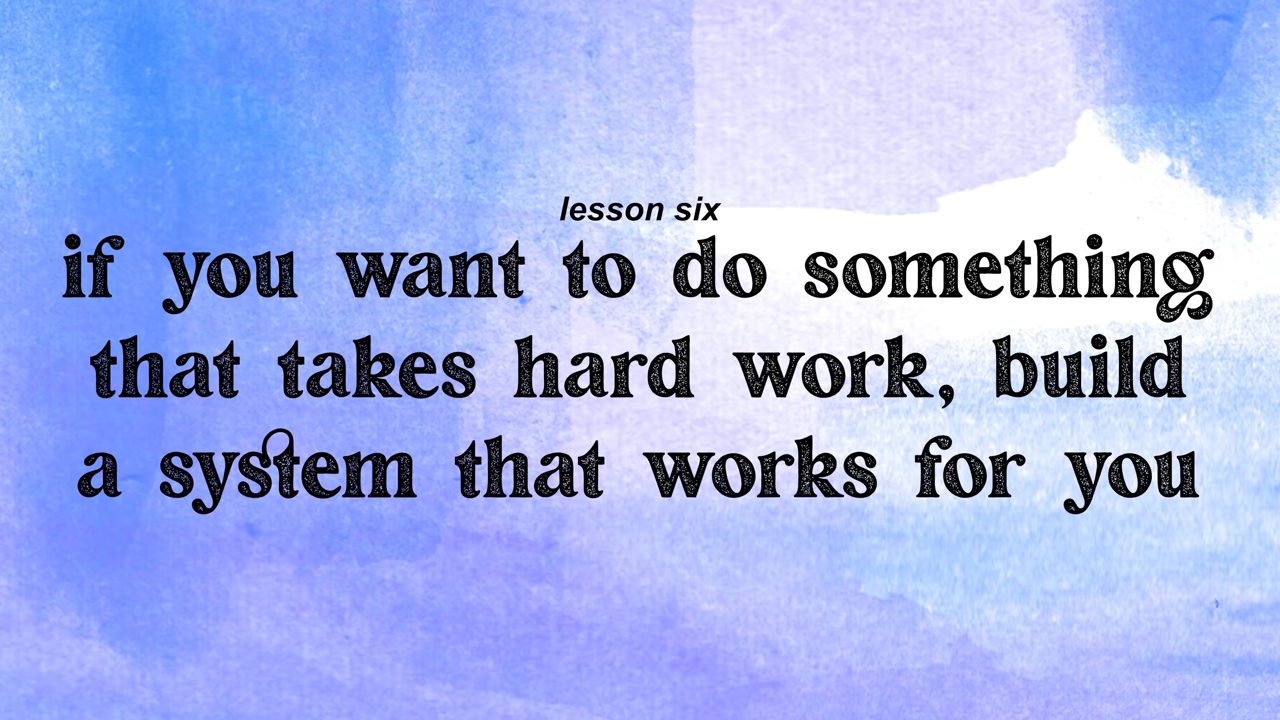 lesson six
if you want to do something
that takes hard work, build
a system that works for you